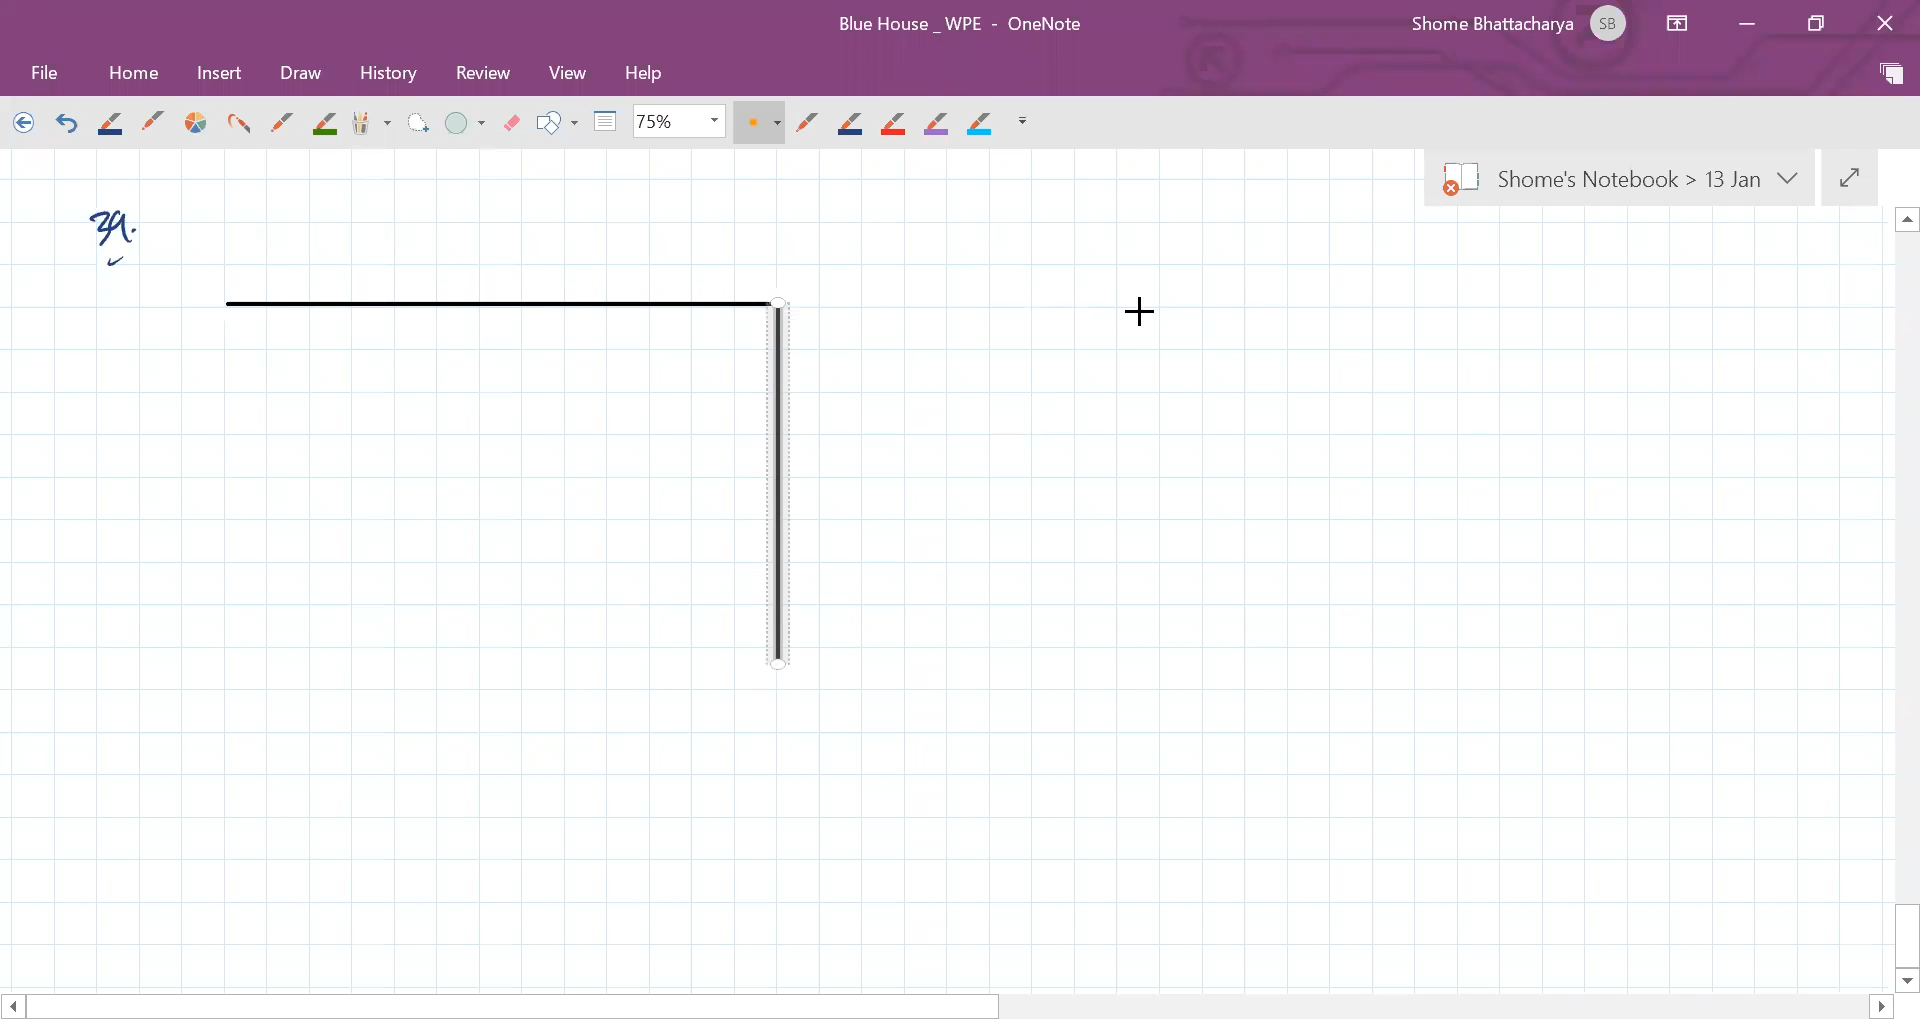 Blue House _ WPE - OneNote
Shome Bhattacharya SB
File Home Insert Draw History Review View Help
75%
Shome's Notebook > 13 Jan
39.